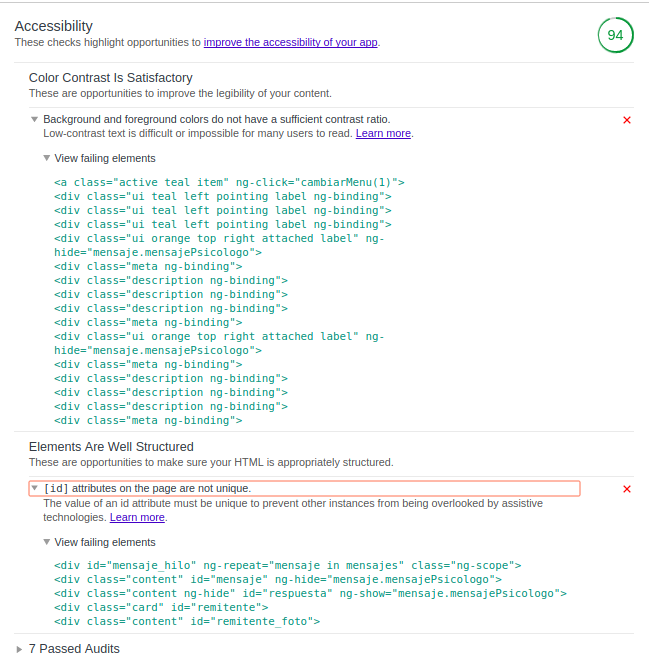 Accessibility
These checks highlight opportunities to improve the accessibility of your app.
94
Color Contrast Is Satisfactory
These are opportunities to improve the legibility of your content.
Background and foreground colors do not have a sufficient contrast ratio.
Low-contrast text is difficult or impossible for many users to read. Learn more.
View failing elements
<a class="active teal item" ng-click="cambiarMenu(1)">
<div class="ui teal left pointing label ng-binding">
<div class="ui teal left pointing label ng-binding">
<div class="ui teal left pointing label ng-binding">
<div class="ui orange top right attached label" ng-
hide="mensaje.mensajePsicologo">
<div class="meta ng-binding">
<div class="description ng-binding">
<div class="description ng-binding">
<div class="description ng-binding">
<div class="meta ng-binding">
<div class="ui orange top right attached label" ng-
hide="mensaje.mensajePsicologo">
<div class="meta ng-binding">
<div class="description ng-binding">
<div class="description ng-binding">
<div class="description ng-binding">
<div class="meta ng-binding">
Elements Are Well Structured
These are opportunities to make sure your HTML is appropriately structured.
[id] attributes on the page are not unique.
The value of an id attribute must be unique to prevent other instances from being overlooked by assistive
technologies. Learn more.
View failing elements
<div id="mensaje_hilo" ng-repeat="mensaje in mensajes" class="ng-scope">
<div class="content" id="mensaje" ng-hide="mensaje.mensajePsicologo">
<div class="content ng-hide" id="respuesta" ng-show="mensaje.mensajePsicologo">
<div class="card" id="remitente">
<div class="content" id="remitente_foto">
7 Passed Audits